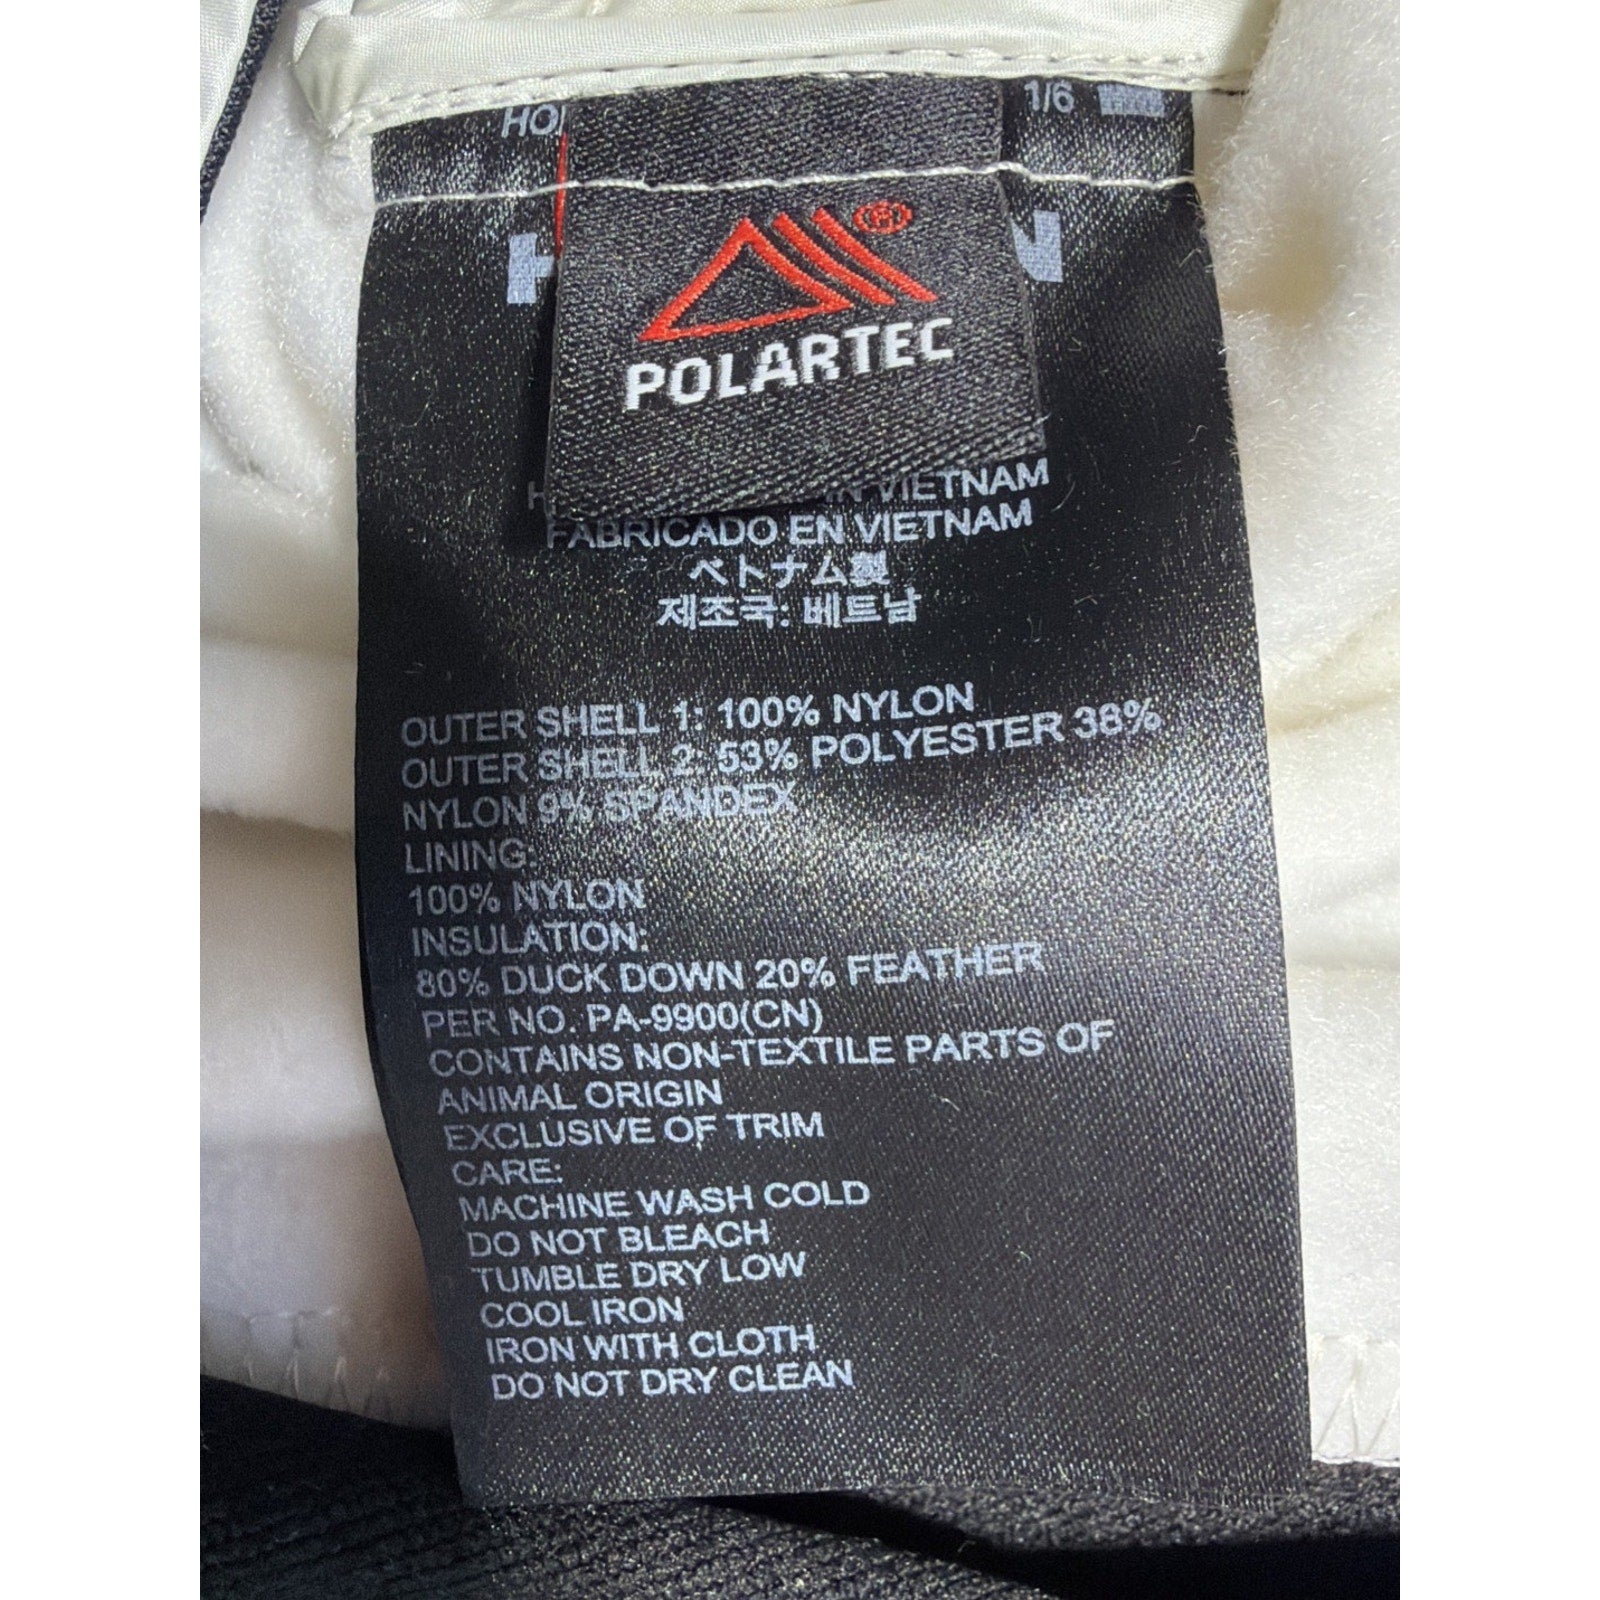 1/6
®
POLARTEC
IN VIETNAM
FABRICADO EN VIETNAM
ベトナム製
제조국: 베트남
OUTER SHELL 1: 100% NYLON
OUTER SHELL 2: 53% POLYESTER 38%
NYLON 9% SPANDEX
LINING:
100% NYLON
INSULATION:
80% DUCK DOWN 20% FEATHER
PER NO. PA-9900(CN)
CONTAINS NON-TEXTILE PARTS OF
ANIMAL ORIGIN
EXCLUSIVE OF TRIM
CARE:
MACHINE WASH COLD
DO NOT BLEACH
TUMBLE DRY LOW
COOL IRON
IRON WITH CLOTH
DO NOT DRY CLEAN